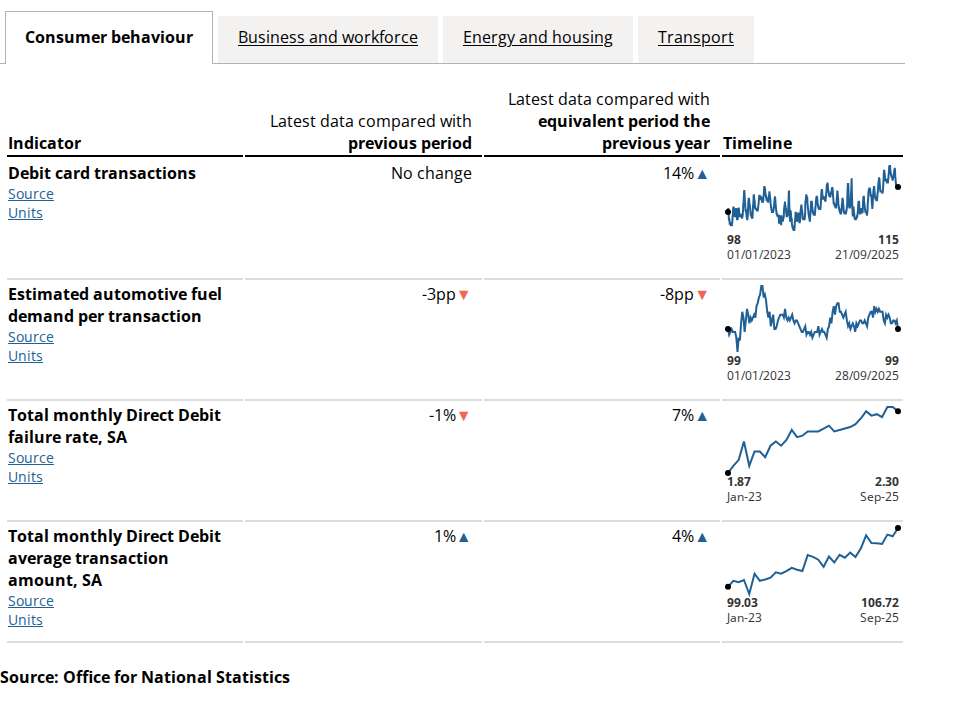 Consumer behaviour
Business and workforce
Energy and housing
Transport
Indicator
Latest data compared with
previous period
Latest data compared with
equivalent period the
previous year
Timeline
Debit card transactions
Source
Units
No change
14% ▲
98
115
01/01/2023
21/09/2025
Estimated automotive fuel
demand per transaction
Source
Units
-3pp ▼
-8pp ▼
99
99
01/01/2023
28/09/2025
Total monthly Direct Debit
failure rate, SA
Source
Units
-1% ▼
7% ▲
1.87
2.30
Jan-23
Sep-25
Total monthly Direct Debit
average transaction
amount, SA
Source
Units
1% ▲
4% ▲
99.03
106.72
Jan-23
Sep-25
Source: Office for National Statistics